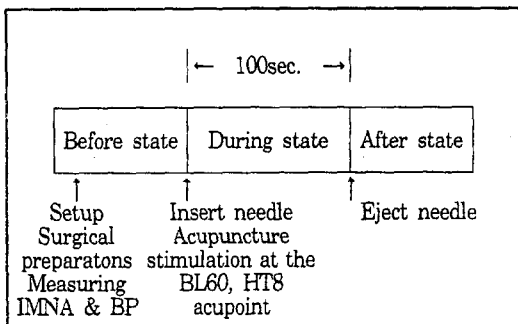 |← 100sec. →|
Before state
During state
After state
Setup
Surgical
preparatons
Measuring
IMNA & BP
Insert needle
Acupuncture
stimulation at the
BL60, HT8
acupoint
Eject needle